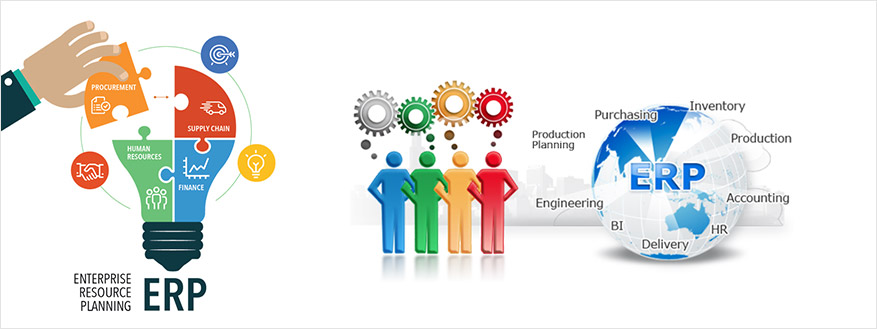 PROCUREMENT
SUPPLY CHAIN
HUMAN
RESOURCES
FINANCE
ENTERPRISE
RESOURCE
PLANNING
ERP
Purchasing
Inventory
Production
Planning
Production
ERP
Engineering
Accounting
BI
HR
Delivery